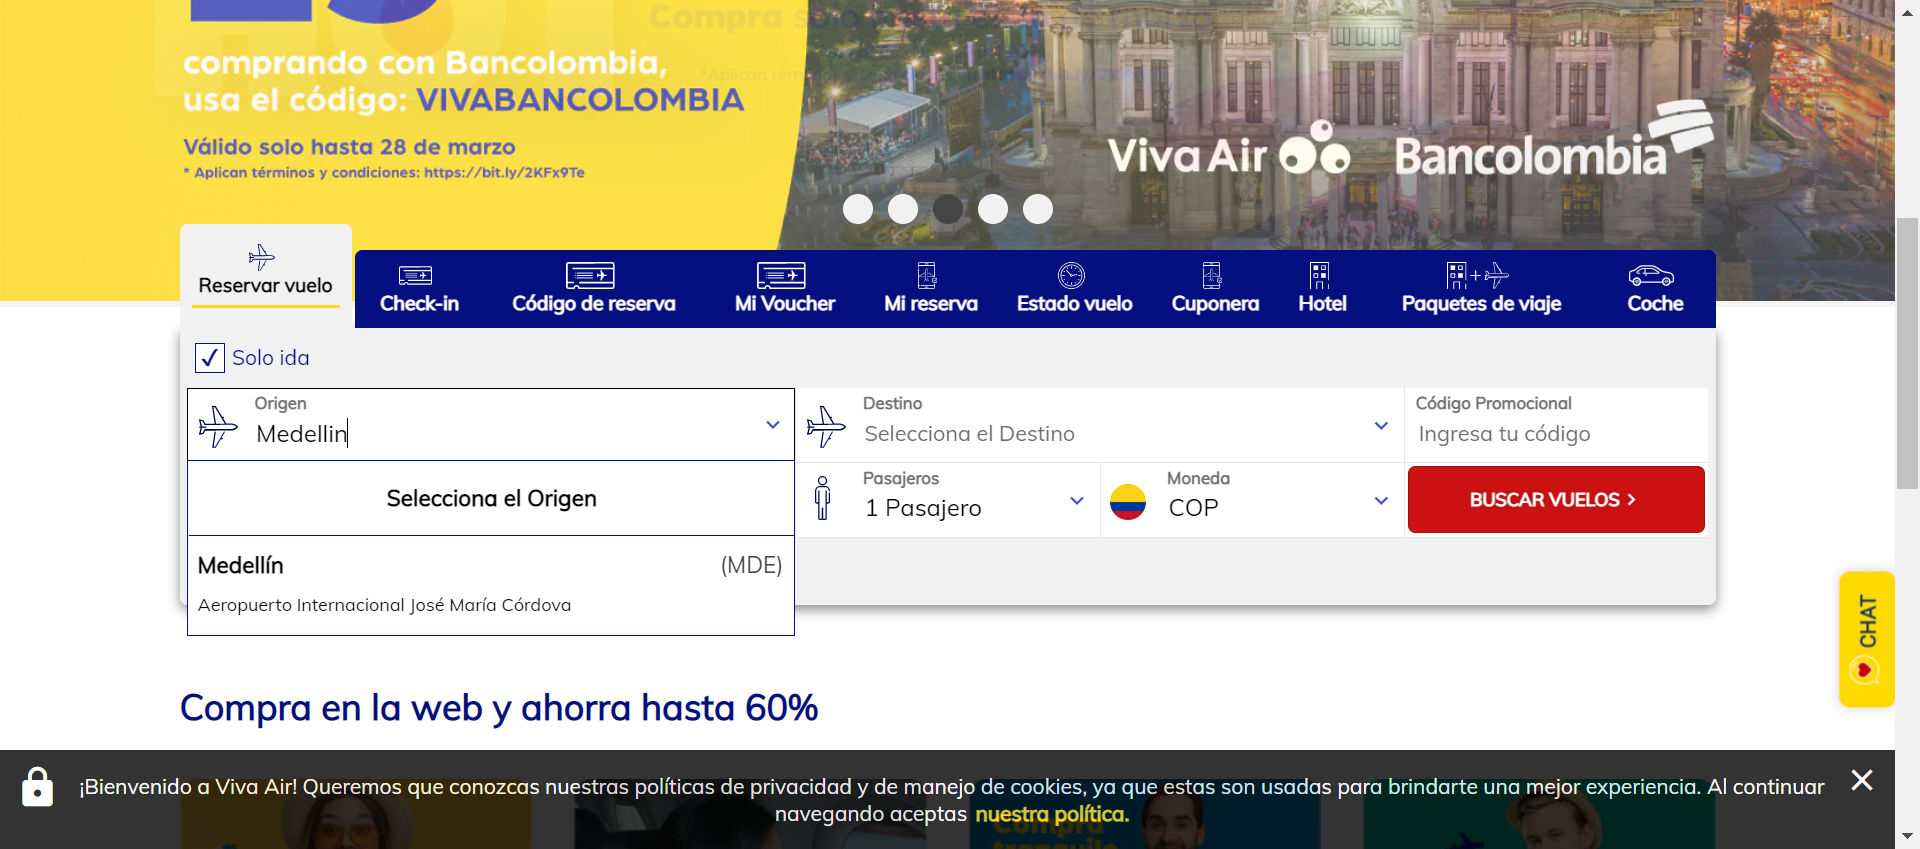 comprando con Bancolombia,
usa el código: VIVABANCOLOMBIA
Válido solo hasta 28 de marzo
* Aplican términos y condiciones: https://bit.ly/2KFx9Te
Compra
*Aplican
Viva Air
Bancolombia
Reservar vuelo
Check-in
Código de reserva
Mi Voucher
Mi reserva
Estado vuelo
Cuponera
Hotel
Paquetes de viaje
Coche
Solo ida
Origen
Medellin
Destino
Selecciona el Destino
Código Promocional
Ingresa tu código
Selecciona el Origen
Pasajeros
1 Pasajero
Moneda
COP
BUSCAR VUELOS
Medellín (MDE)
Aeropuerto Internacional José María Córdova
CHAT
Compra en la web y ahorra hasta 60%
¡Bienvenido a Viva Air! Queremos que conozcas nuestras políticas de privacidad y de manejo de cookies, ya que estas son usadas para brindarte una mejor experiencia. Al continuar
navegando aceptas nuestra política.
Compra
tranquilo